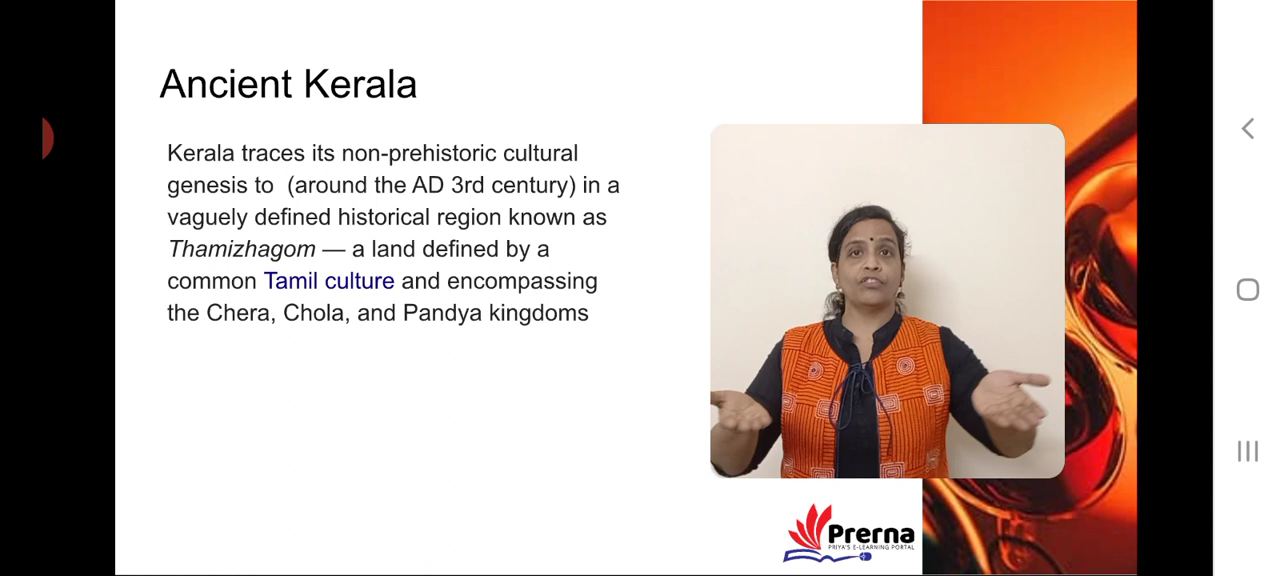 Ancient Kerala
Kerala traces its non-prehistoric cultural
genesis to  (around the AD 3rd century) in a
vaguely defined historical region known as
Thamizhagom — a land defined by a
common Tamil culture and encompassing
the Chera, Chola, and Pandya kingdoms
Prerna
PRIYA'S E-LEARNING PORTAL